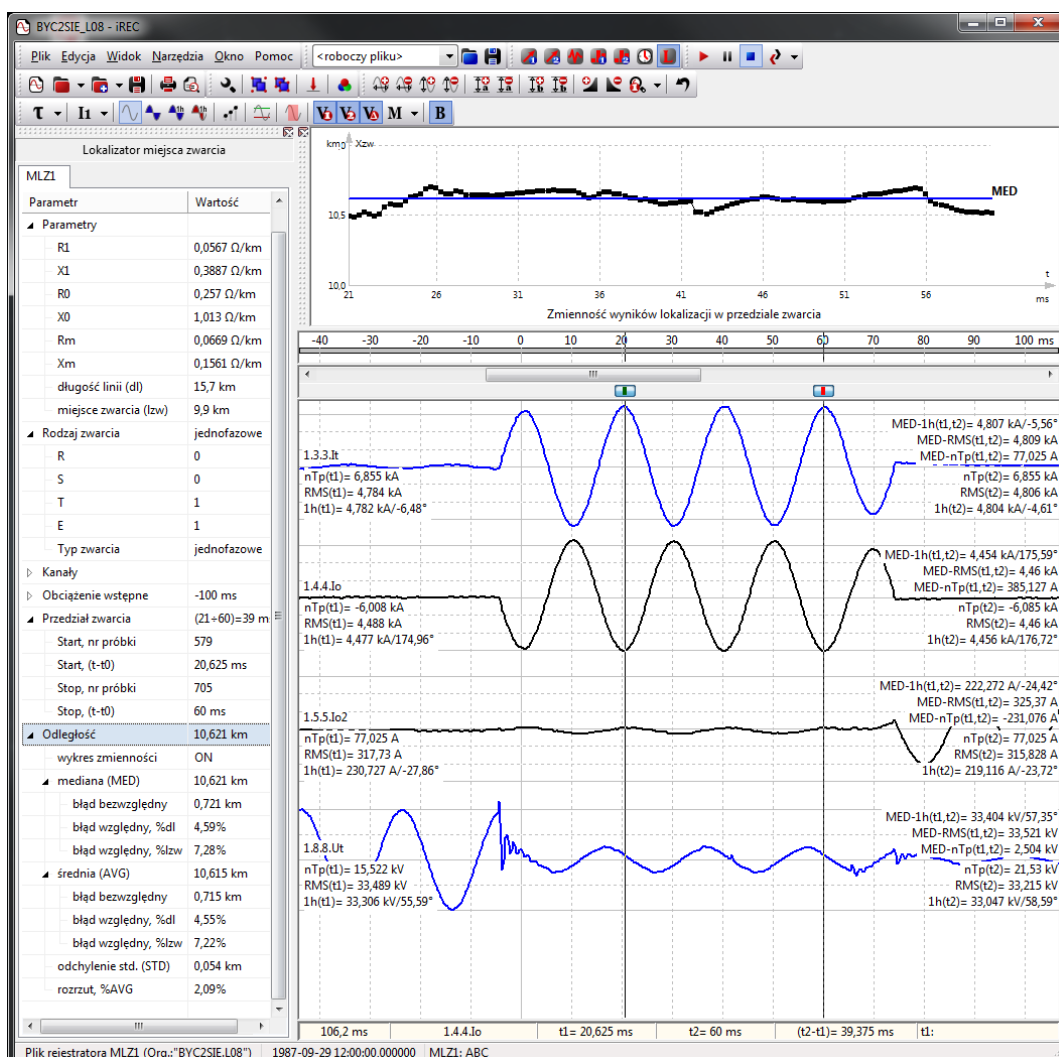 BYC2SIE_L08 - iREC
Plik Edycja Widok Narzędzia Okno Pomoc <roboczy pliku>
τ I1 1h 1h V1 V2 VΔ M B
Lokalizator miejsca zwarcia
MLZ1
Parametr Wartość
Parametry
R1 0,0567 Ω/km
X1 0,3887 Ω/km
R0 0,257 Ω/km
X0 1,013 Ω/km
Rm 0,0669 Ω/km
Xm 0,1561 Ω/km
długość linii (dl) 15,7 km
miejsce zwarcia (lzw) 9,9 km
Rodzaj zwarcia jednofazowe
R 0
S 0
T 1
E 1
Typ zwarcia jednofazowe
Kanały
Obciążenie wstępne -100 ms
Przedział zwarcia (21÷60)=39 m
Start, nr próbki 579
Start, (t-t0) 20,625 ms
Stop, nr próbki 705
Stop, (t-t0) 60 ms
Odległość 10,621 km
wykres zmienności ON
mediana (MED) 10,621 km
błąd bezwzględny 0,721 km
błąd względny, %dl 4,59%
błąd względny, %lzw 7,28%
średnia (AVG) 10,615 km
błąd bezwzględny 0,715 km
błąd względny, %dl 4,55%
błąd względny, %lzw 7,22%
odchylenie std. (STD) 0,054 km
rozrzut, %AVG 2,09%
km Xzw
MED
10,5
10,0
t
21 26 31 36 41 46 51 56 ms
Zmienność wyników lokalizacji w przedziale zwarcia
-40 -30 -20 -10 0 10 20 30 40 50 60 70 80 90 100 ms
MED-1h(t1,t2)= 4,807 kA/-5,56°
MED-RMS(t1,t2)= 4,809 kA
MED-nTp(t1,t2)= 77,025 A
1.3.3.It
nTp(t1)= 6,855 kA nTp(t2)= 6,855 kA
RMS(t1)= 4,784 kA RMS(t2)= 4,806 kA
1h(t1)= 4,782 kA/-6,48° 1h(t2)= 4,804 kA/-4,61°
MED-1h(t1,t2)= 4,454 kA/175,59°
MED-RMS(t1,t2)= 4,46 kA
MED-nTp(t1,t2)= 385,127 A
1.4.4.Io
nTp(t1)= -6,008 kA nTp(t2)= -6,085 kA
RMS(t1)= 4,488 kA RMS(t2)= 4,46 kA
1h(t1)= 4,477 kA/174,96° 1h(t2)= 4,456 kA/176,72°
MED-1h(t1,t2)= 222,272 A/-24,42°
MED-RMS(t1,t2)= 325,37 A
MED-nTp(t1,t2)= -231,076 A
1.5.5.Io2
nTp(t1)= 77,025 A nTp(t2)= 77,025 A
RMS(t1)= 317,73 A RMS(t2)= 315,828 A
1h(t1)= 230,727 A/-27,86° 1h(t2)= 219,116 A/-23,72°
MED-1h(t1,t2)= 33,404 kV/57,35°
MED-RMS(t1,t2)= 33,521 kV
MED-nTp(t1,t2)= 2,504 kV
1.8.8.Ut
nTp(t1)= 15,522 kV nTp(t2)= 21,53 kV
RMS(t1)= 33,489 kV RMS(t2)= 33,215 kV
1h(t1)= 33,306 kV/55,59° 1h(t2)= 33,047 kV/58,59°
106,2 ms 1.4.4.Io t1= 20,625 ms t2= 60 ms (t2-t1)= 39,375 ms t1:
Plik rejestratora MLZ1 (Org.:"BYC2SIE.L08") 1987-09-29 12:00:00.000000 MLZ1: ABC